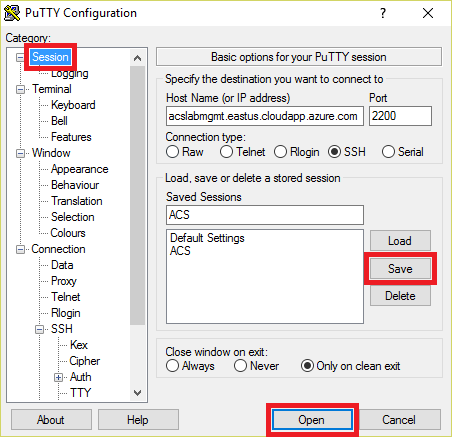 PuTTY Configuration
Category:
Session
Logging
Terminal
Keyboard
Bell
Features
Window
Appearance
Behaviour
Translation
Selection
Colours
Connection
Data
Proxy
Telnet
Rlogin
SSH
Kex
Cipher
Auth
TTY
Basic options for your PuTTY session
Specify the destination you want to connect to
Host Name (or IP address) Port
acslabmgmt.eastus.cloudapp.azure.com 2200
Connection type:
Raw Telnet Rlogin SSH Serial
Load, save or delete a stored session
Saved Sessions
ACS
Default Settings
ACS
Load
Save
Delete
Close window on exit:
Always Never Only on clean exit
About Help Open Cancel